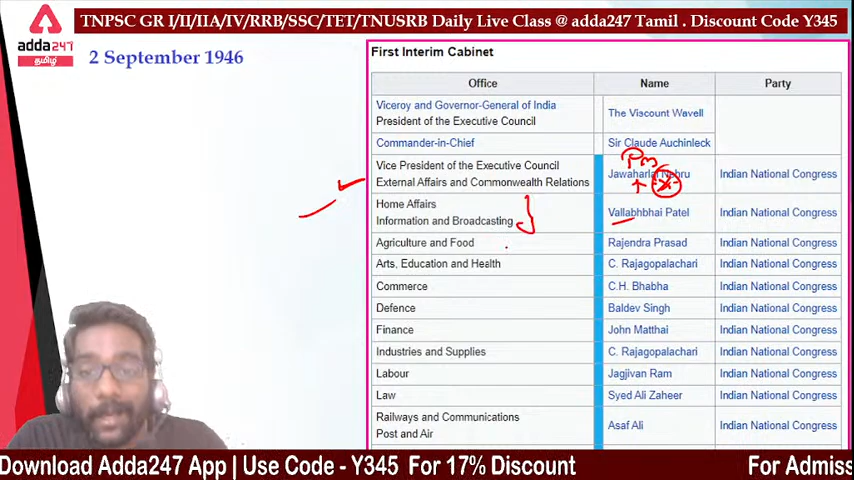 TNPSC GR I/II/IIA/IV/RRB/SSC/TET/TNUSRB Daily Live Class @ adda247 Tamil . Discount Code Y345
adda247
தமிழ்
2 September 1946
First Interim Cabinet
Office Name Party
Viceroy and Governor-General of India
President of the Executive Council
The Viscount Wavell
Commander-in-Chief Sir Claude Auchinleck
Pm
Vice President of the Executive Council
External Affairs and Commonwealth Relations
Jawaharlal Nehru Indian National Congress
Home Affairs
Information and Broadcasting
Vallabhbhai Patel Indian National Congress
Agriculture and Food Rajendra Prasad Indian National Congress
Arts, Education and Health C. Rajagopalachari Indian National Congress
Commerce C.H. Bhabha Indian National Congress
Defence Baldev Singh Indian National Congress
Finance John Matthai Indian National Congress
Industries and Supplies C. Rajagopalachari Indian National Congress
Labour Jagjivan Ram Indian National Congress
Law Syed Ali Zaheer Indian National Congress
Railways and Communications
Post and Air
Asaf Ali Indian National Congress
Download Adda247 App | Use Code - Y345 For 17% Discount For Admiss